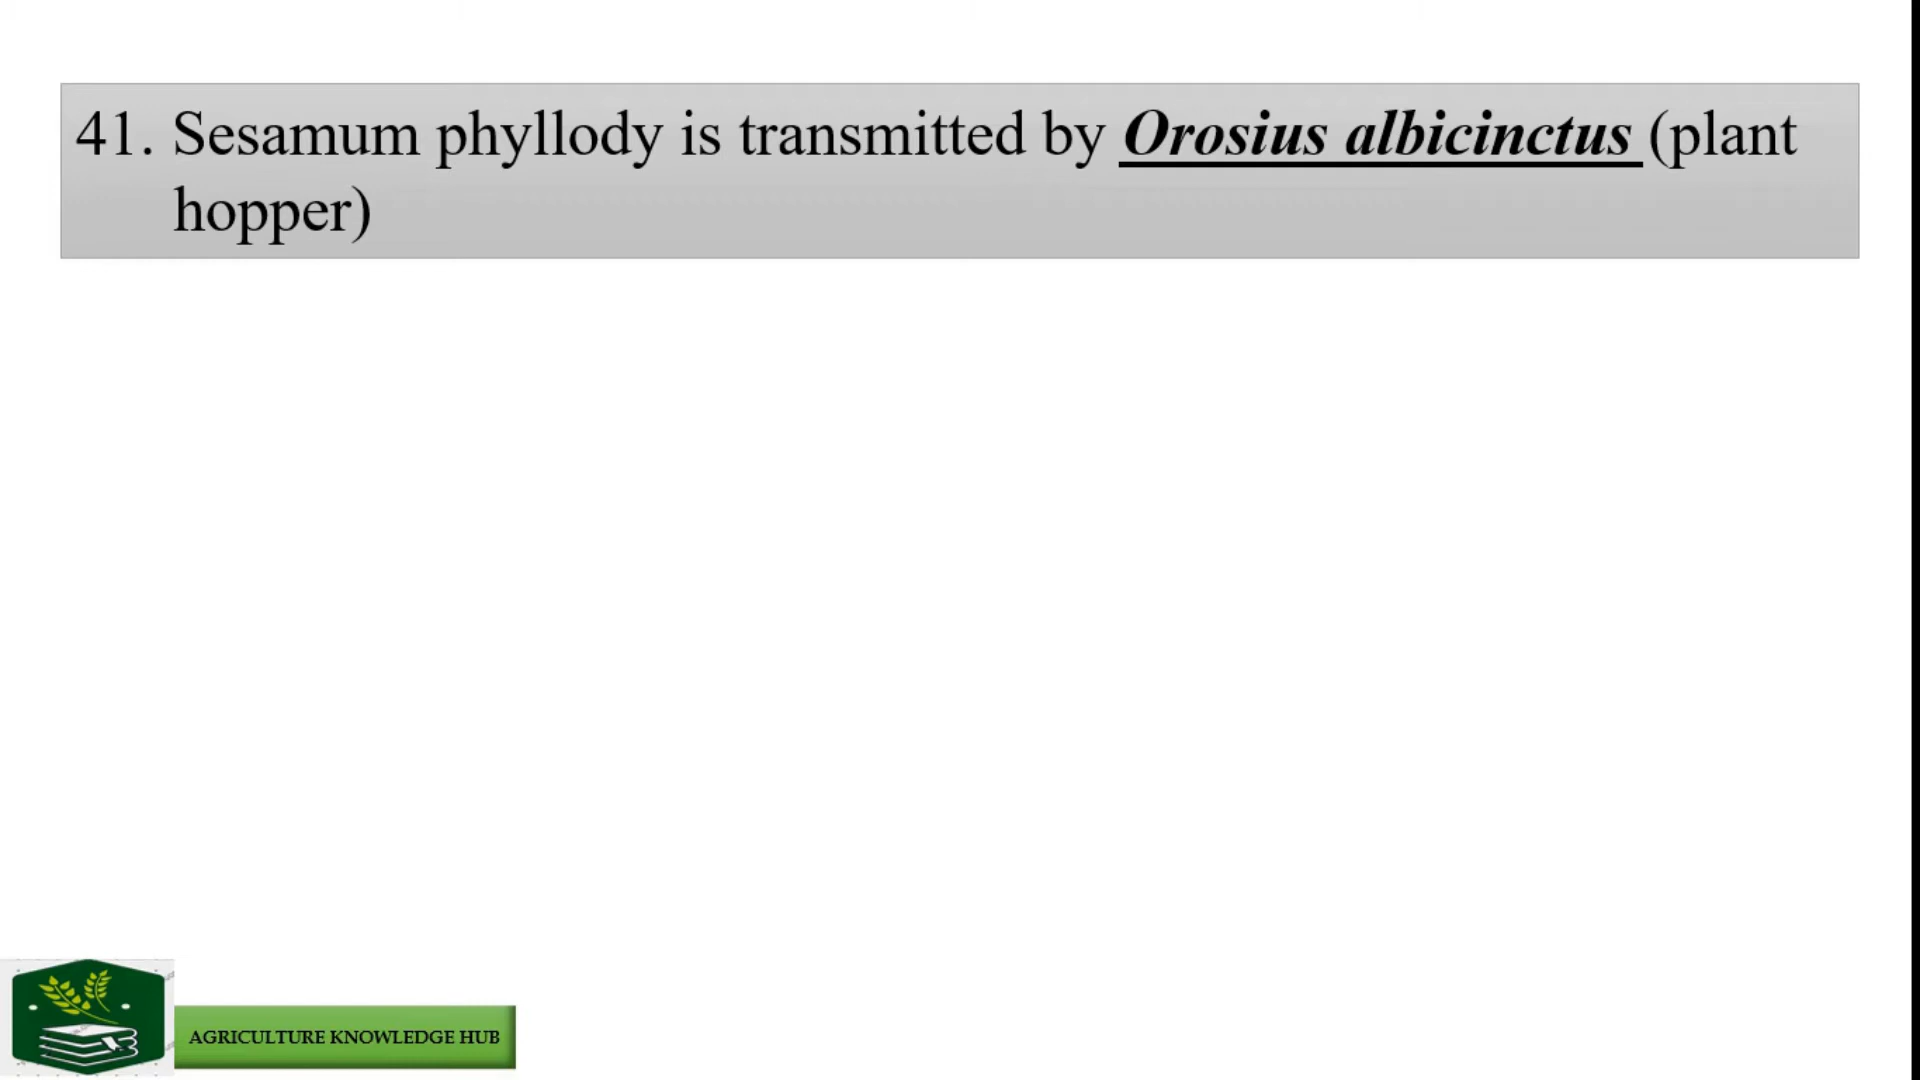 41. Sesamum phyllody is transmitted by Orosius albicinctus (plant
hopper)
AGRICULTURE KNOWLEDGE HUB